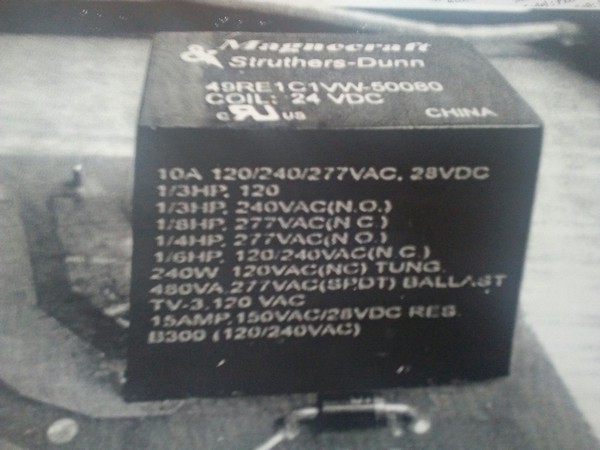 Magnecraft
& Struthers-Dunn
49RE1C1VW-50080
COIL: 24 VDC
c RU US
CHINA
10A 120/240/277VAC, 28VDC
1/3HP, 120
1/3HP, 240VAC(N.O.)
1/8HP, 277VAC(N.C.)
1/4HP, 277VAC(N.O.)
1/6HP, 120/240VAC(N.C.)
240W, 120VAC(NC) TUNG.
480VA,277VAC(SPDT) BALLAST
TV-3,120 VAC
15AMP,150VAC/28VDC RES.
B300 (120/240VAC)